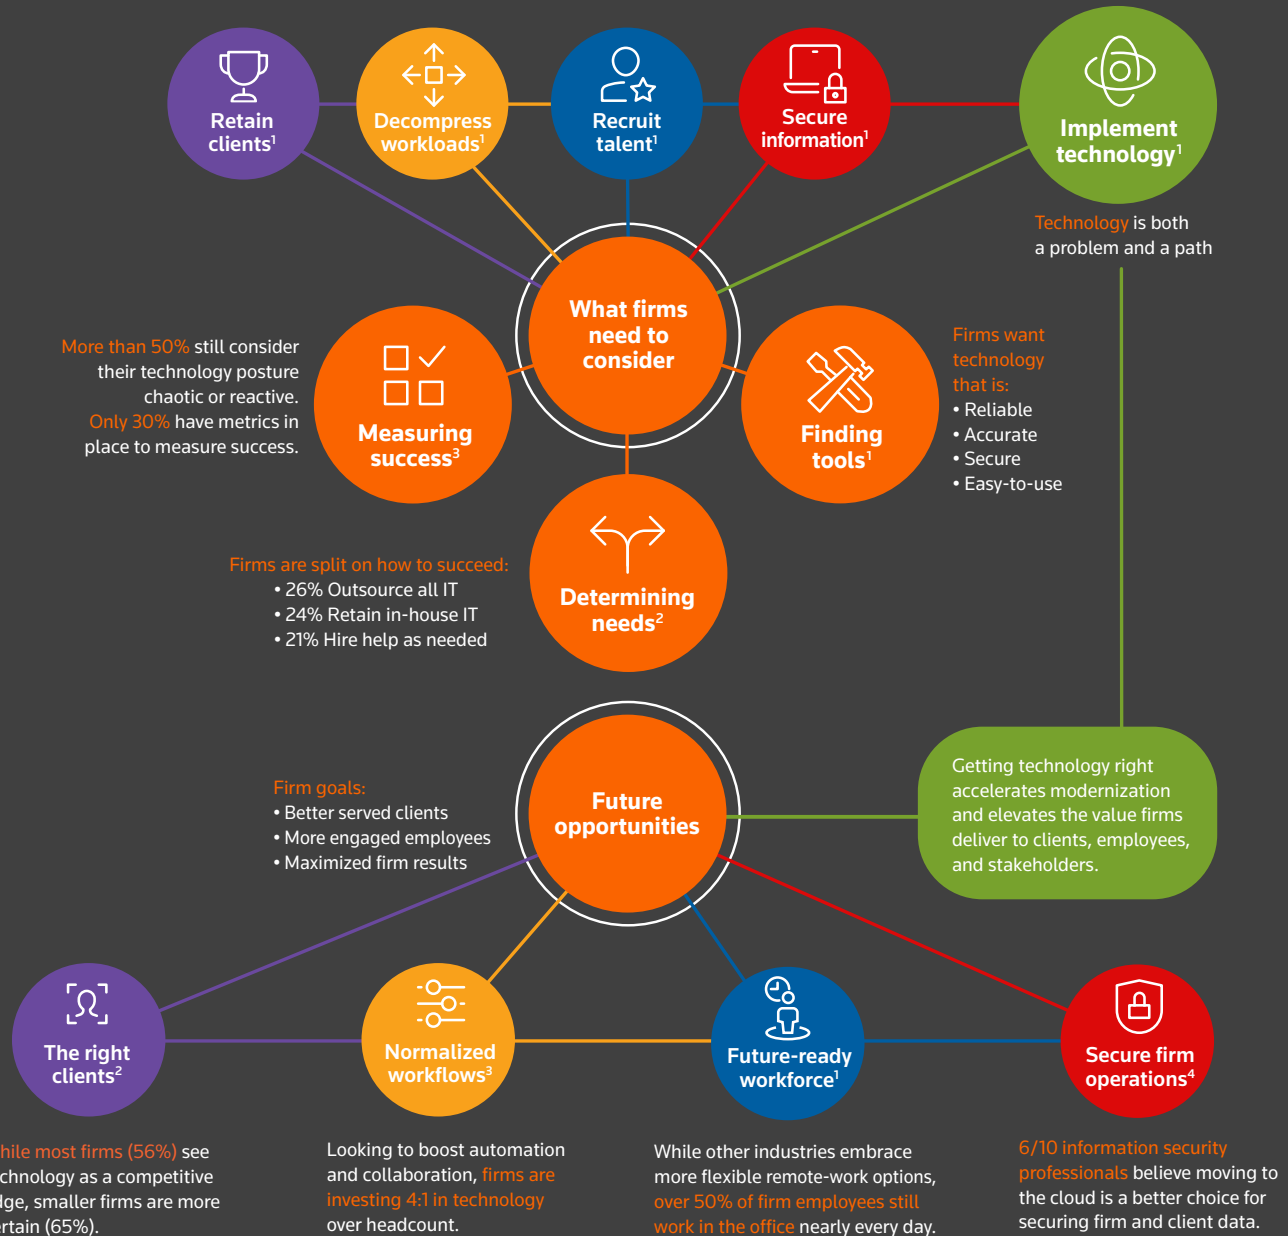 Retain
clients¹
Decompress
workloads¹
Recruit
talent¹
Secure
information¹
Implement
technology¹
Technology is both
a problem and a path
What firms
need to
consider
More than 50% still consider
their technology posture
chaotic or reactive.
Only 30% have metrics in
place to measure success.
Measuring
success³
Finding
tools¹
Firms want
technology
that is:
• Reliable
• Accurate
• Secure
• Easy-to-use
Firms are split on how to succeed:
• 26% Outsource all IT
• 24% Retain in-house IT
• 21% Hire help as needed
Determining
needs²
Firm goals:
• Better served clients
• More engaged employees
• Maximized firm results
Future
opportunities
Getting technology right
accelerates modernization
and elevates the value firms
deliver to clients, employees,
and stakeholders.
The right
clients²
Normalized
workflows³
Future-ready
workforce¹
Secure firm
operations⁴
hile most firms (56%) see
chnology as a competitive
dge, smaller firms are more
ertain (65%).
Looking to boost automation
and collaboration, firms are
investing 4:1 in technology
over headcount.
While other industries embrace
more flexible remote-work options,
over 50% of firm employees still
work in the office nearly every day.
6/10 information security
professionals believe moving to
the cloud is a better choice for
securing firm and client data.